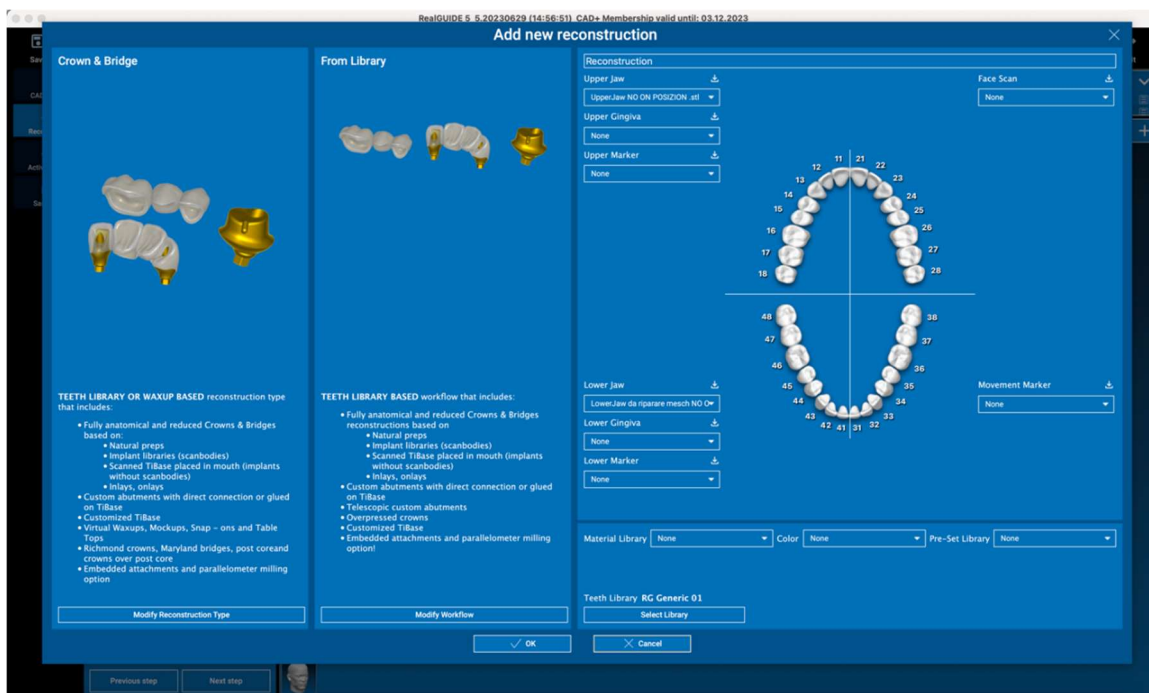 RealGUIDE 5 5.20230629 (14:56:51) CAD+ Membership valid until: 03.12.2023
Add new reconstruction
Crown & Bridge
TEETH LIBRARY OR WAXUP BASED reconstruction type
that includes:
• Fully anatomical and reduced Crowns & Bridges
based on:
• Natural preps
• Implant libraries (scanbodies)
• Scanned TiBase placed in mouth (implants
without scanbodies)
• Inlays, onlays
• Custom abutments with direct connection or glued
on TiBase
• Customized TiBase
• Virtual Waxups, Mockups, Snap - ons and Table
Tops
• Richmond crowns, Maryland bridges, post coreand
crowns over post core
• Embedded attachments and parallelometer milling
option
Modify Reconstruction Type
From Library
TEETH LIBRARY BASED workflow that includes:
• Fully anatomical and reduced Crowns & Bridges
reconstructions based on
• Natural preps
• Implant libraries (scanbodies)
• Scanned TiBase placed in mouth (implants
without scanbodies)
• Inlays, onlays
• Custom abutments with direct connection or glued
on TiBase
• Telescopic custom abutments
• Overpressed crowns
• Customized TiBase
• Embedded attachments and parallelometer milling
option!
Modify Workflow
Reconstruction
Upper Jaw
UpperJaw NO ON POSIZION .stl
Upper Gingiva
None
Upper Marker
None
Face Scan
None
11 21
12 22
13 23
14 24
15 25
16 26
17 27
18 28
48 38
47 37
46 36
45 35
44 34
43 33
42 41 31 32
Lower Jaw
LowerJaw da riparare mesch NO O
Lower Gingiva
None
Lower Marker
None
Movement Marker
None
Material Library None Color None Pre-Set Library None
Teeth Library RG Generic 01
Select Library
OK Cancel
Previous step Next step